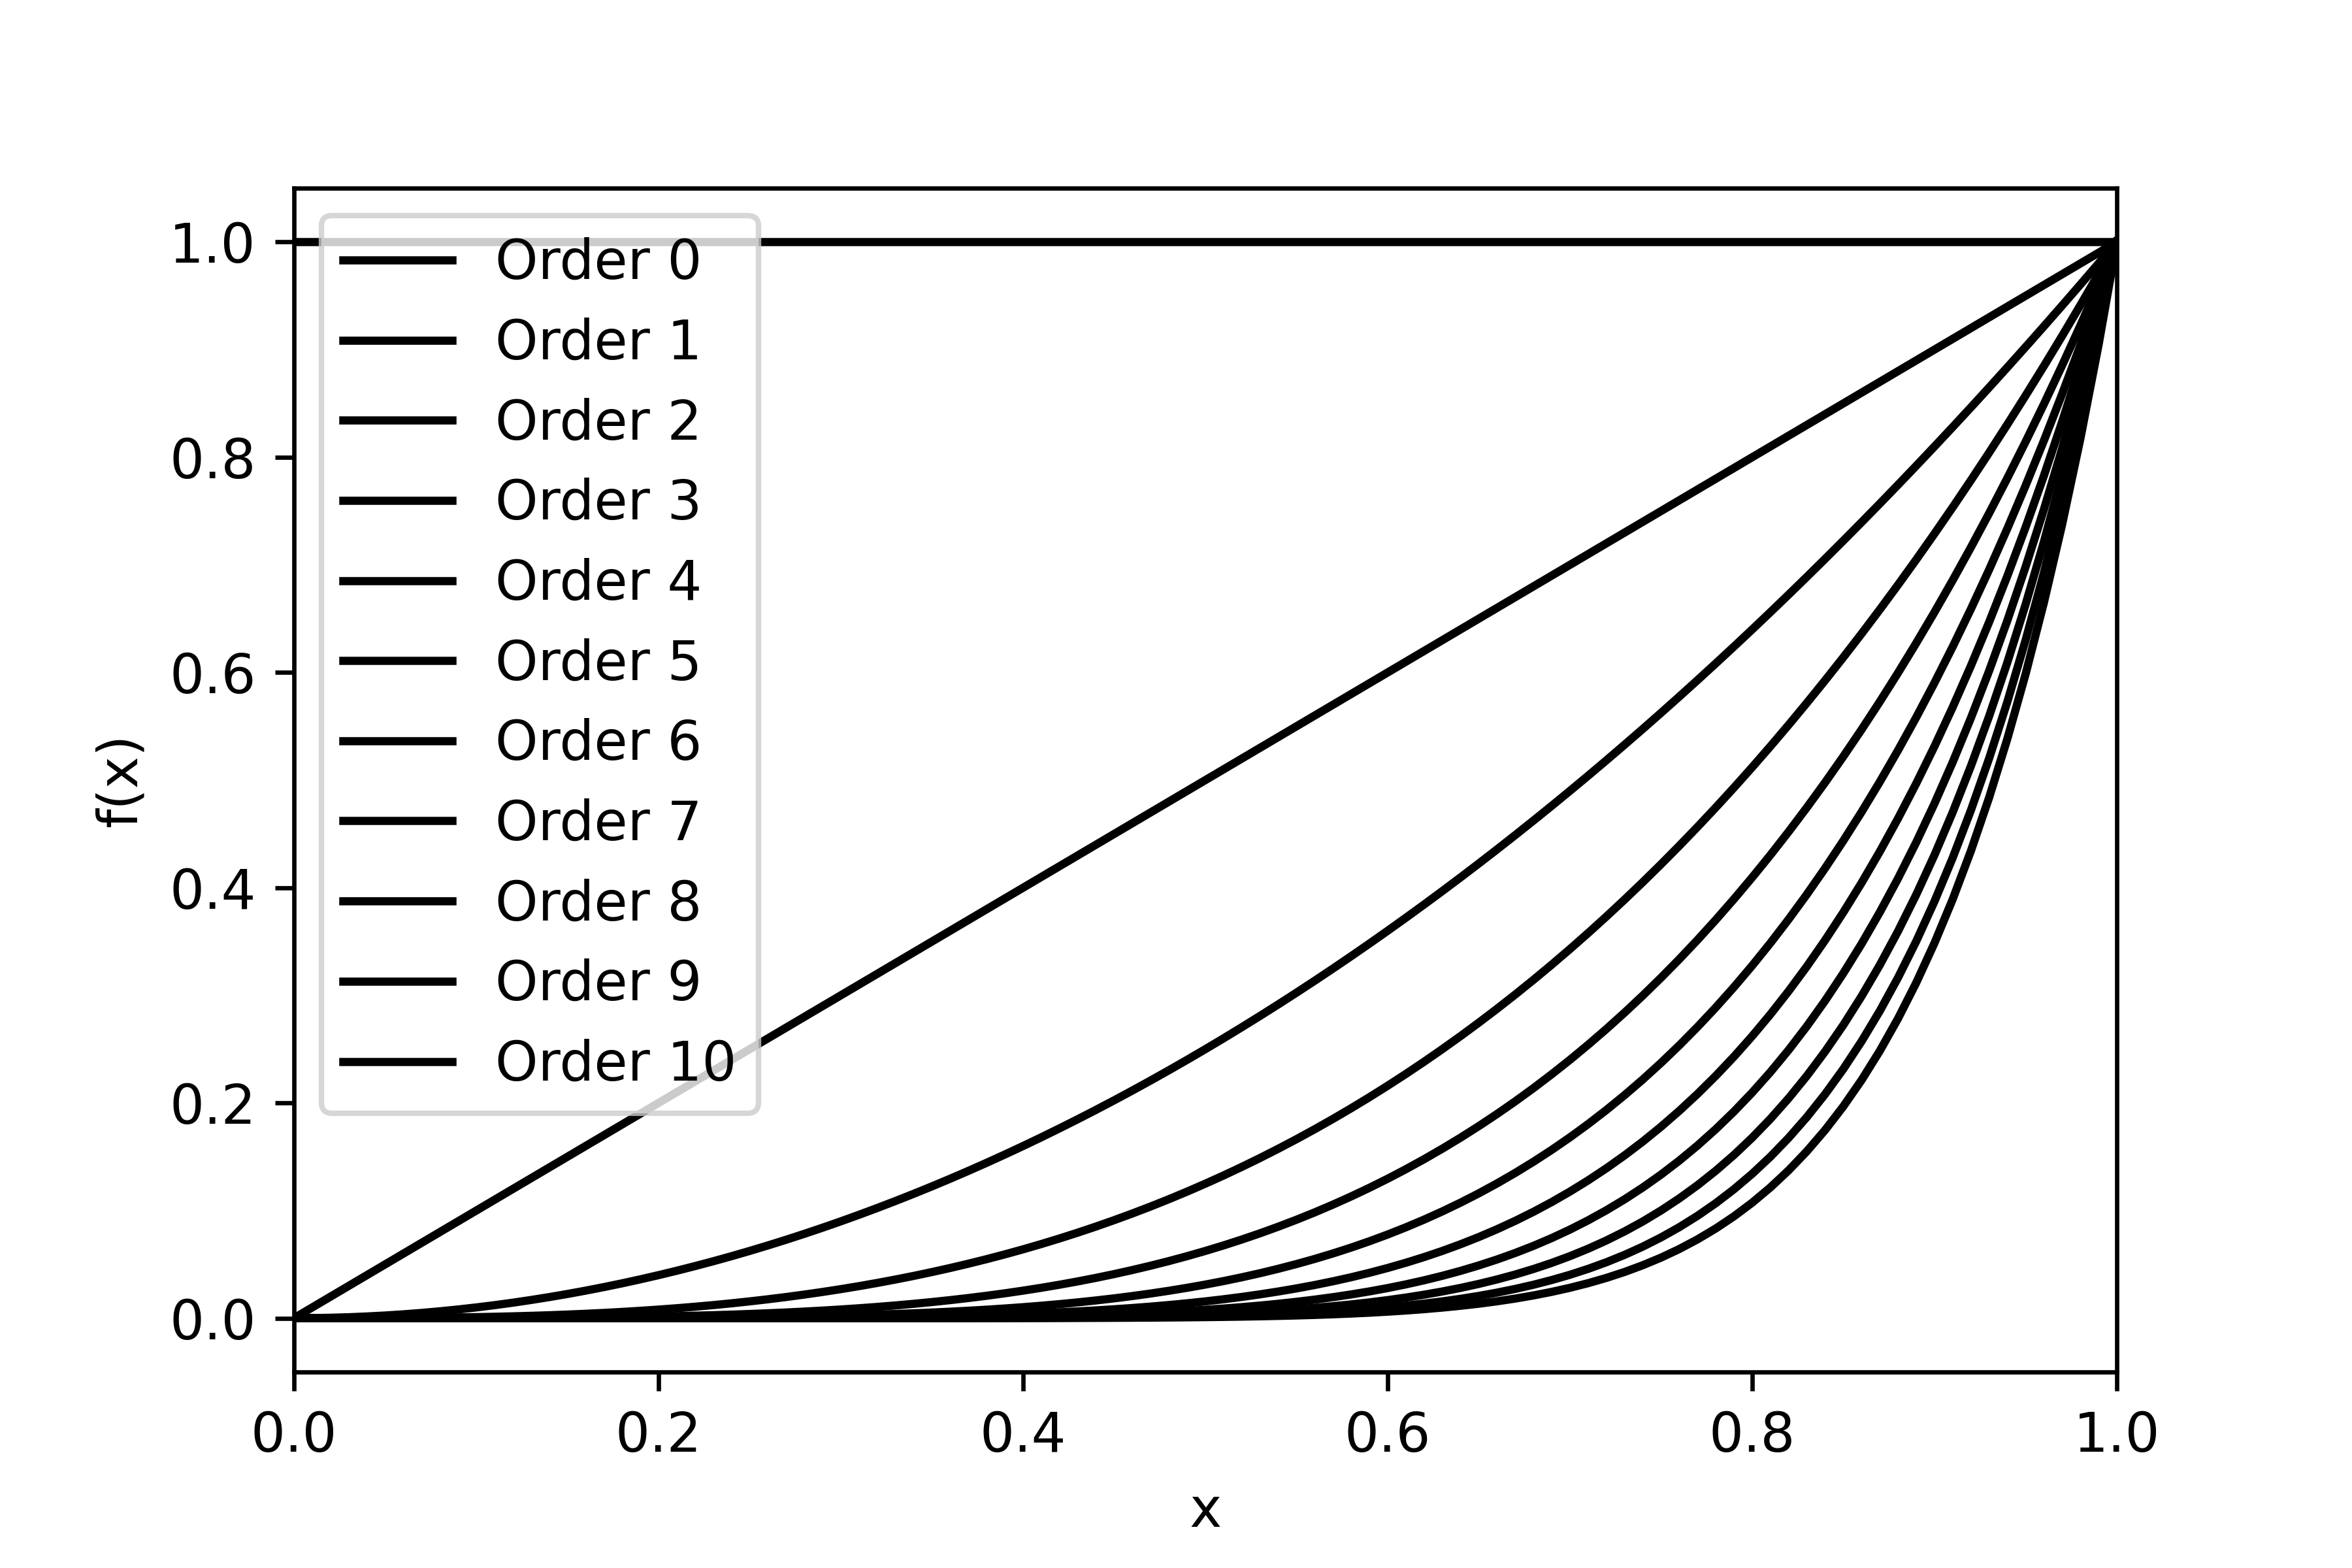 Order 0
Order 1
Order 2
Order 3
Order 4
Order 5
Order 6
Order 7
Order 8
Order 9
Order 10
1.0
0.8
0.6
0.4
0.2
0.0
f(x)
0.0 0.2 0.4 0.6 0.8 1.0
x